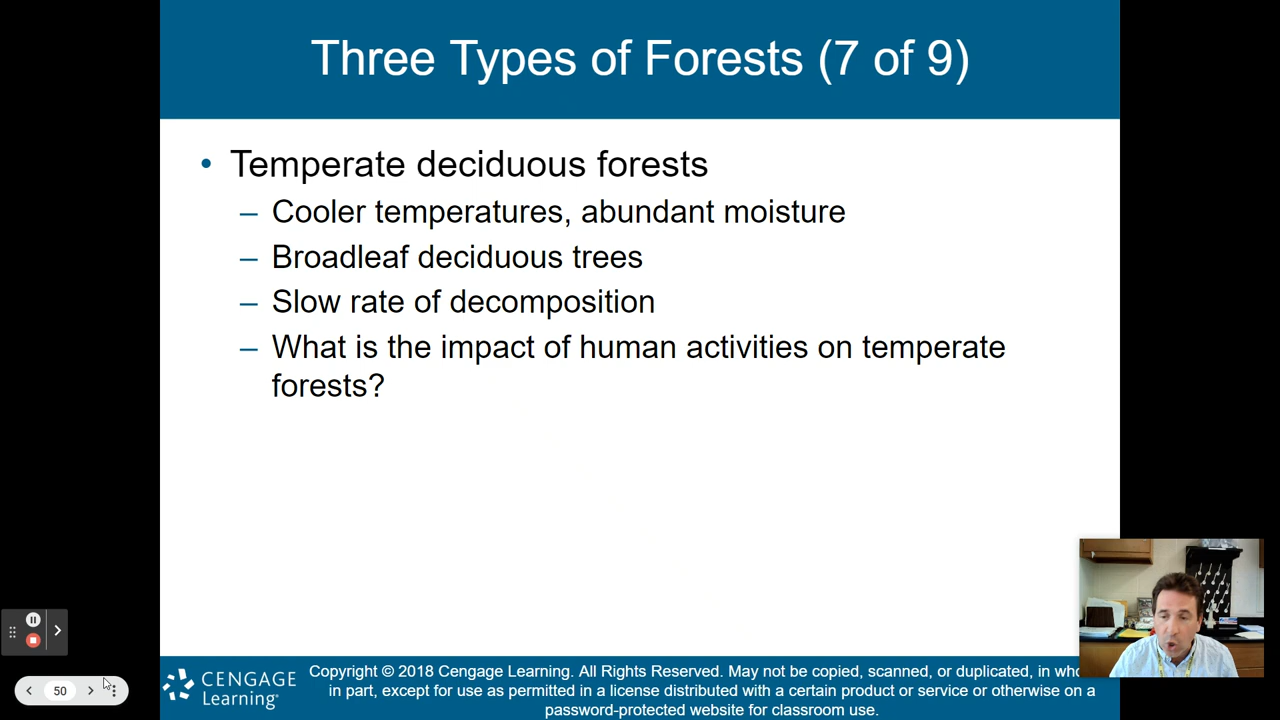 Three Types of Forests (7 of 9)
• Temperate deciduous forests
– Cooler temperatures, abundant moisture
– Broadleaf deciduous trees
– Slow rate of decomposition
– What is the impact of human activities on temperate
forests?
50
CENGAGE
Learning
Copyright © 2018 Cengage Learning. All Rights Reserved. May not be copied, scanned, or duplicated, in
in part, except for use as permitted in a license distributed with a certain product or service or otherwise on a
password-protected website for classroom use.